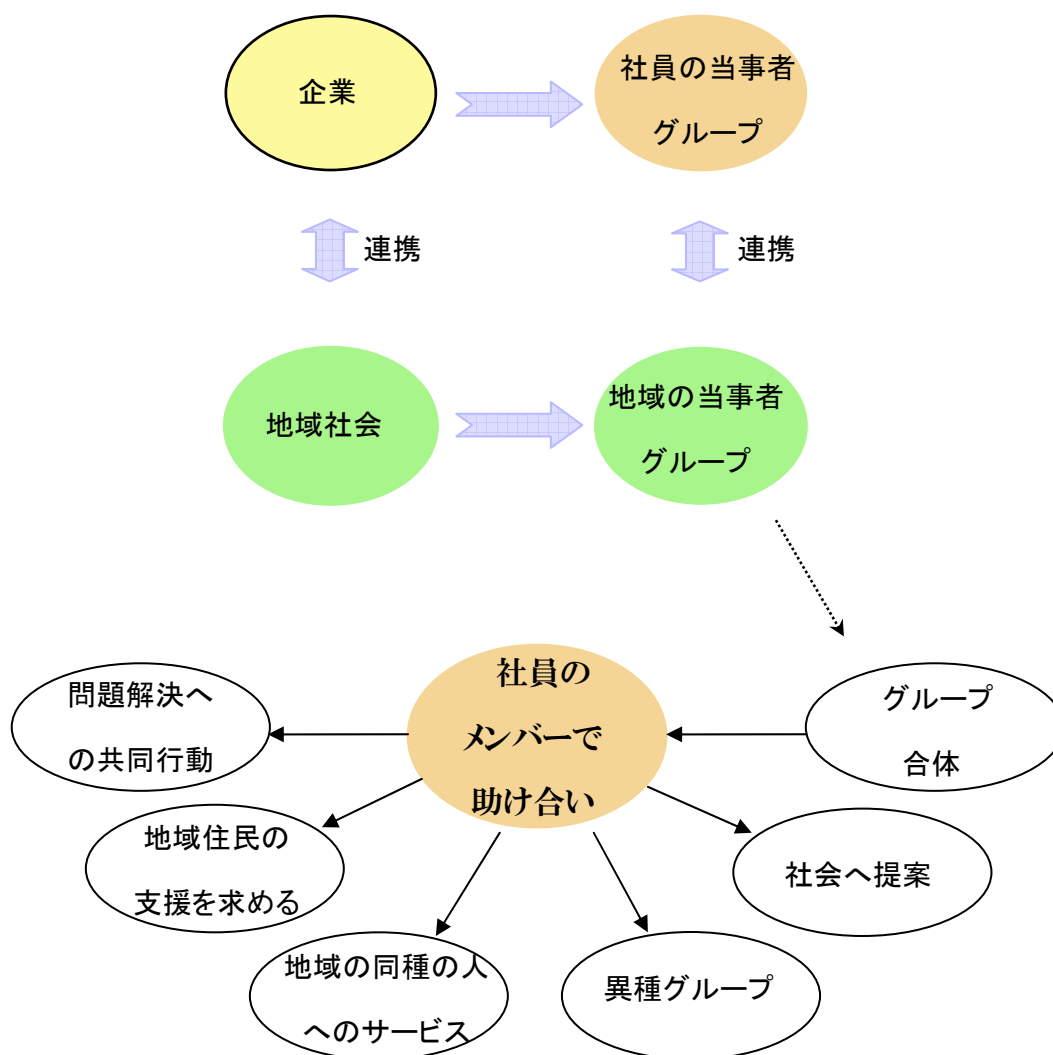 企業
社員の当事者
グループ
連携
連携
地域社会
地域の当事者
グループ
社員の
メンバーで
助け合い
問題解決へ
の共同行動
グループ
合体
地域住民の
支援を求める
社会へ提案
地域の同種の人
へのサービス
異種グループ